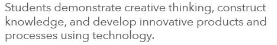 Students demonstrate creative thinking, construct
knowledge, and develop innovative products and
processes using technology.